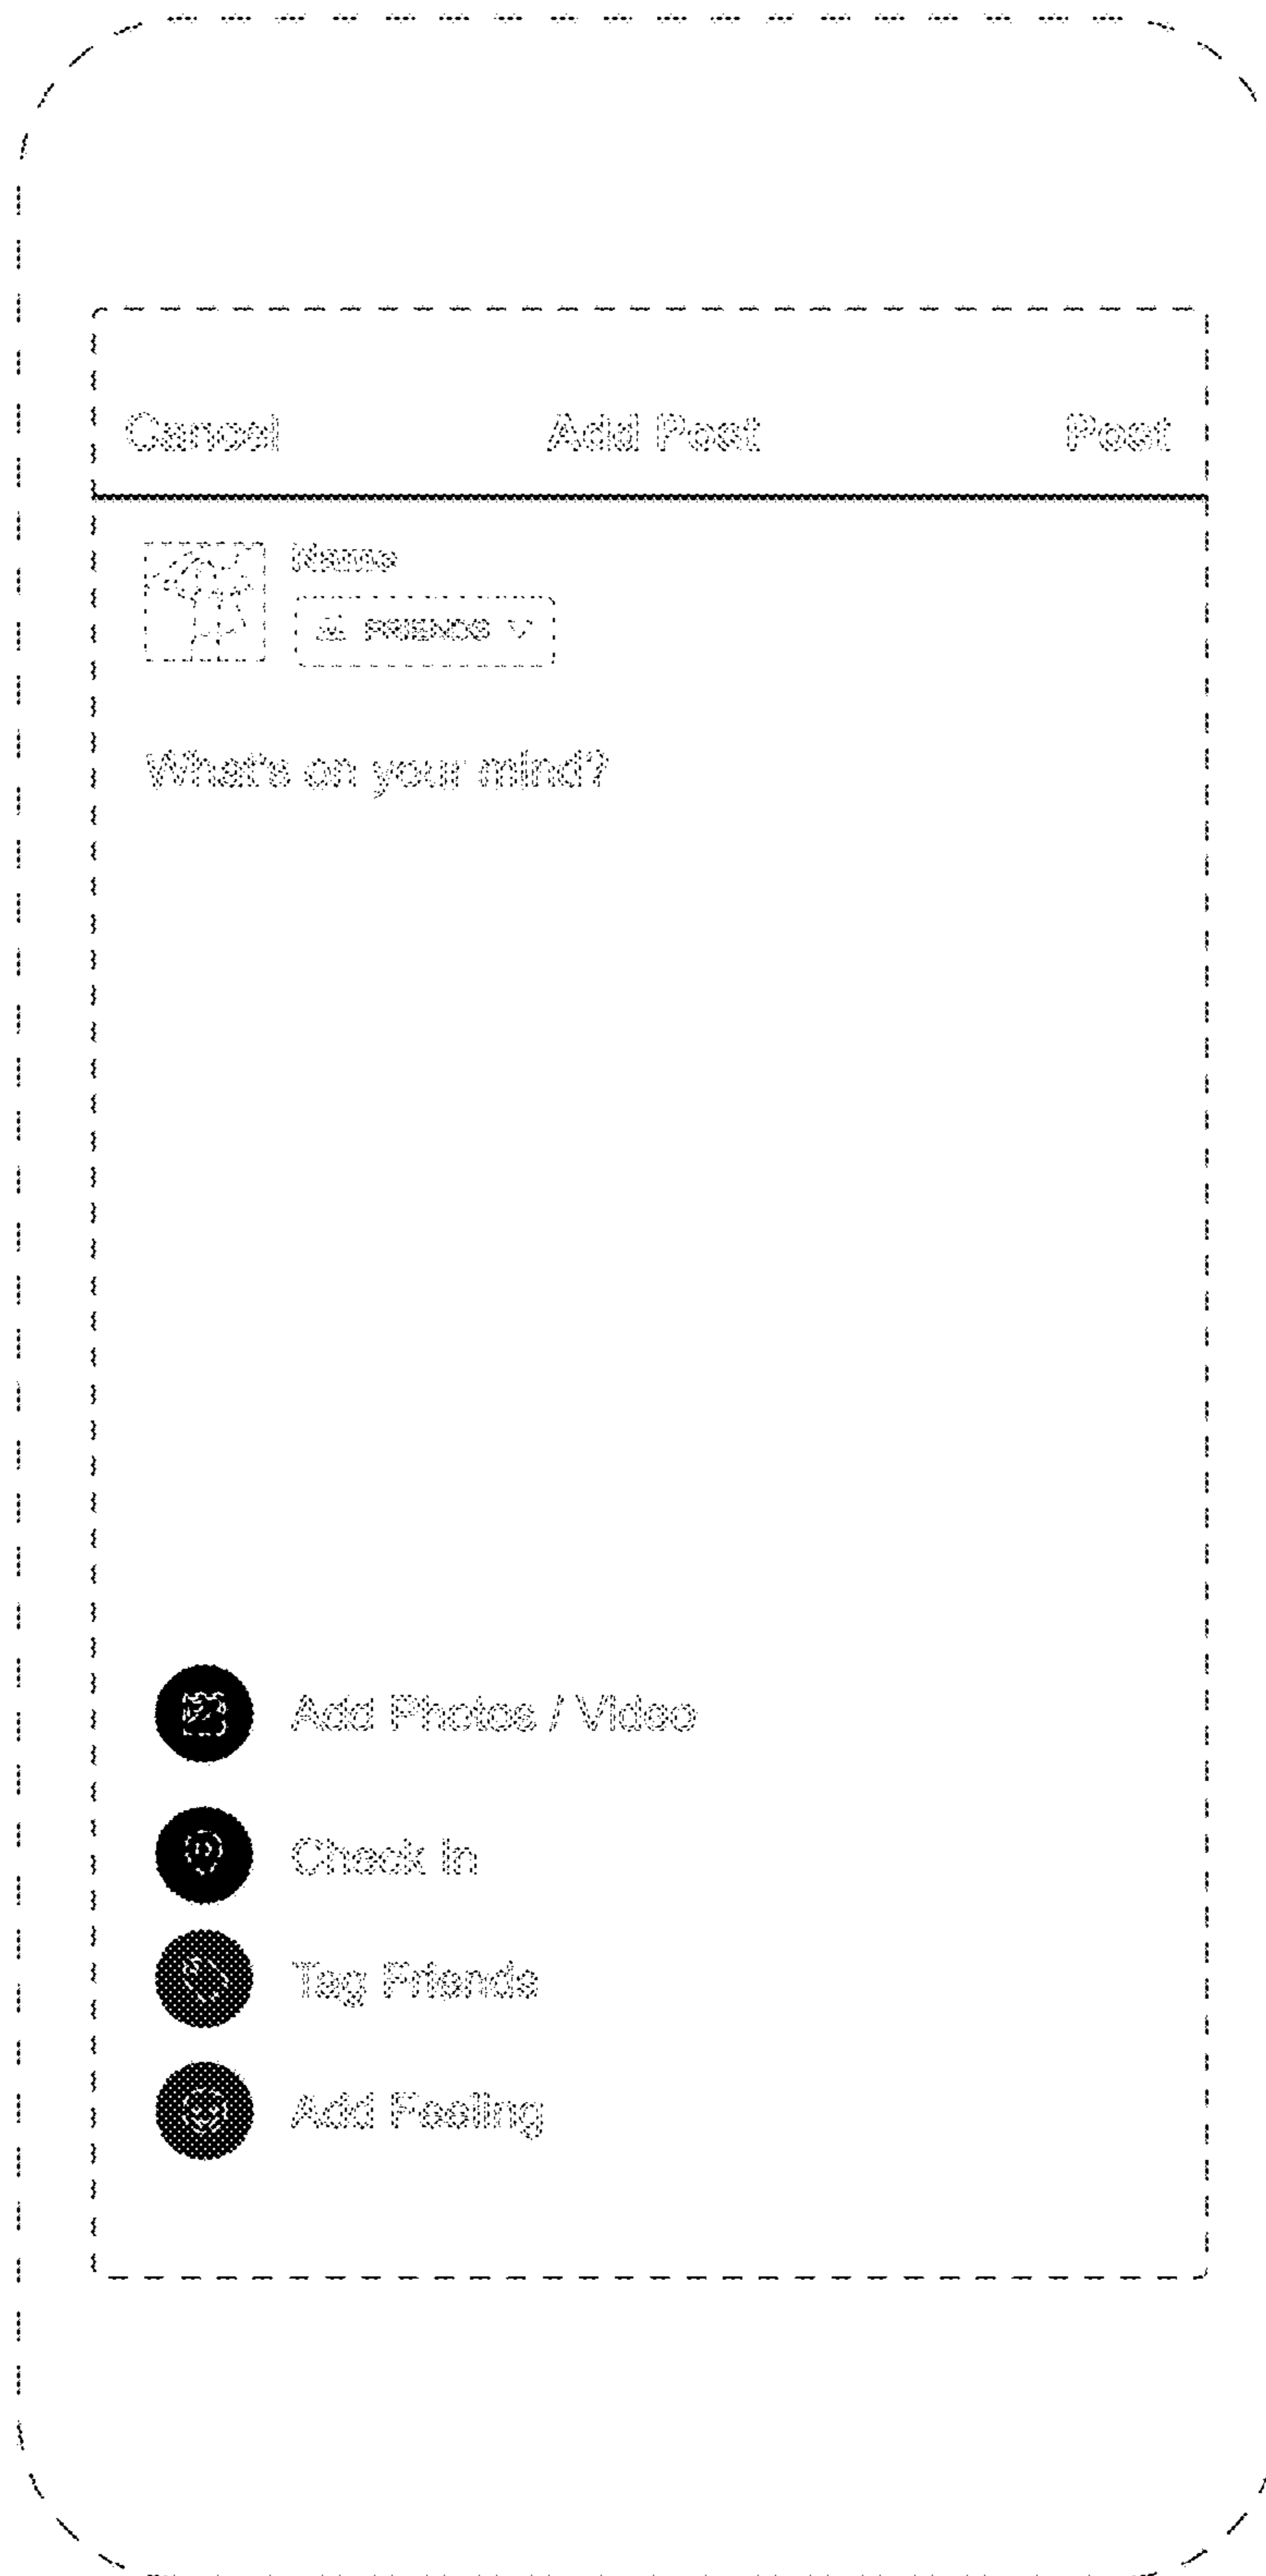 Cancel Add Post Post
Name
FRIENDS
What's on your mind?
Add Photos / Video
Check In
Tag Friends
Add Feeling